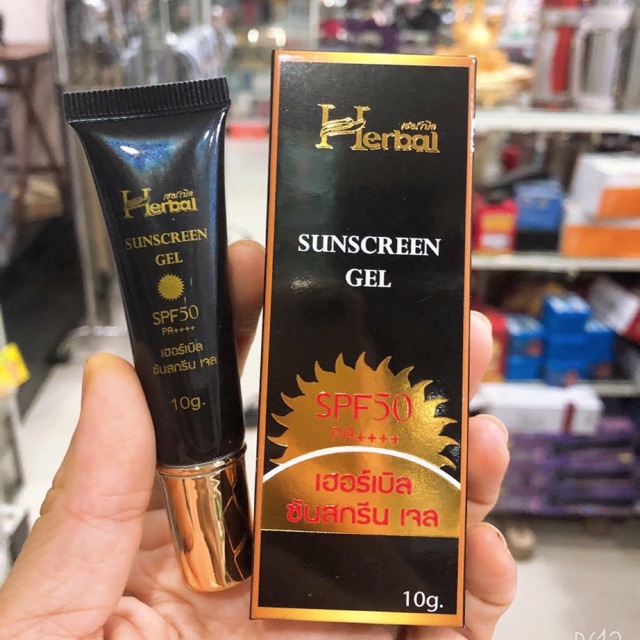 เฮอร์เบิล
Herbal
SUNSCREEN
GEL
SPF50
PA++++
เฮอร์เบิล
ซันสกรีน เจล
10g.
เฮอร์เบิล
Herbal
SUNSCREEN
GEL
SPF50
PA++++
เฮอร์เบิล
ซันสกรีน เจล
10g.